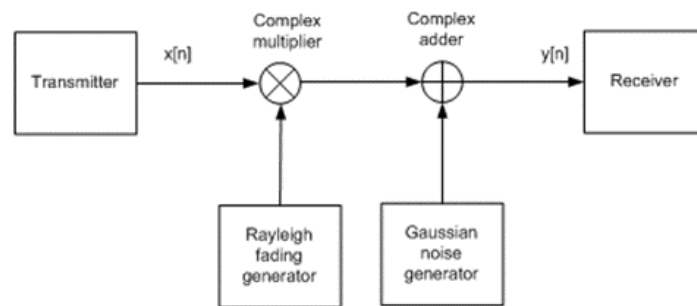 Complex
multiplier
Complex
adder
x[n]
y[n]
Transmitter
Receiver
Rayleigh
fading
generator
Gaussian
noise
generator